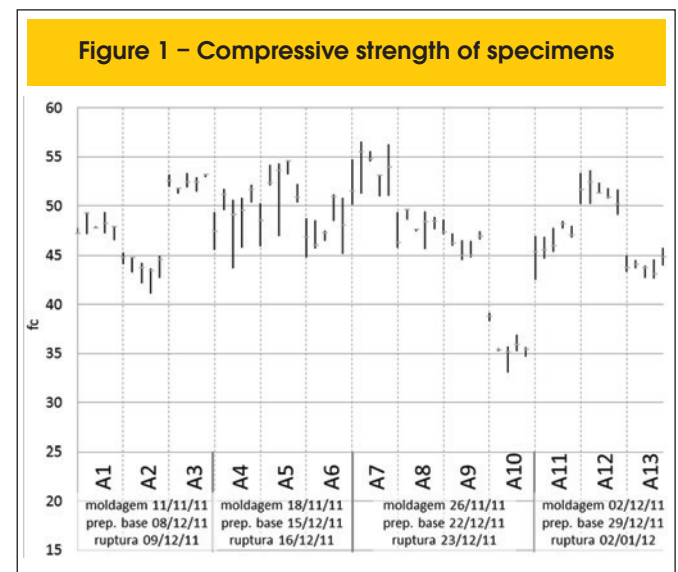 Figure 1 – Compressive strength of specimens
60
55
50
45
40
35
30
25
20
15
fc
A1
A2
A3
A4
A5
A6
A7
A8
A9
A10
A11
A12
A13
moldagem 11/11/11
prep. base 08/12/11
ruptura 09/12/11
moldagem 18/11/11
prep. base 15/12/11
ruptura 16/12/11
moldagem 26/11/11
prep. base 22/12/11
ruptura 23/12/11
moldagem 02/12/11
prep. base 29/12/11
ruptura 02/01/12